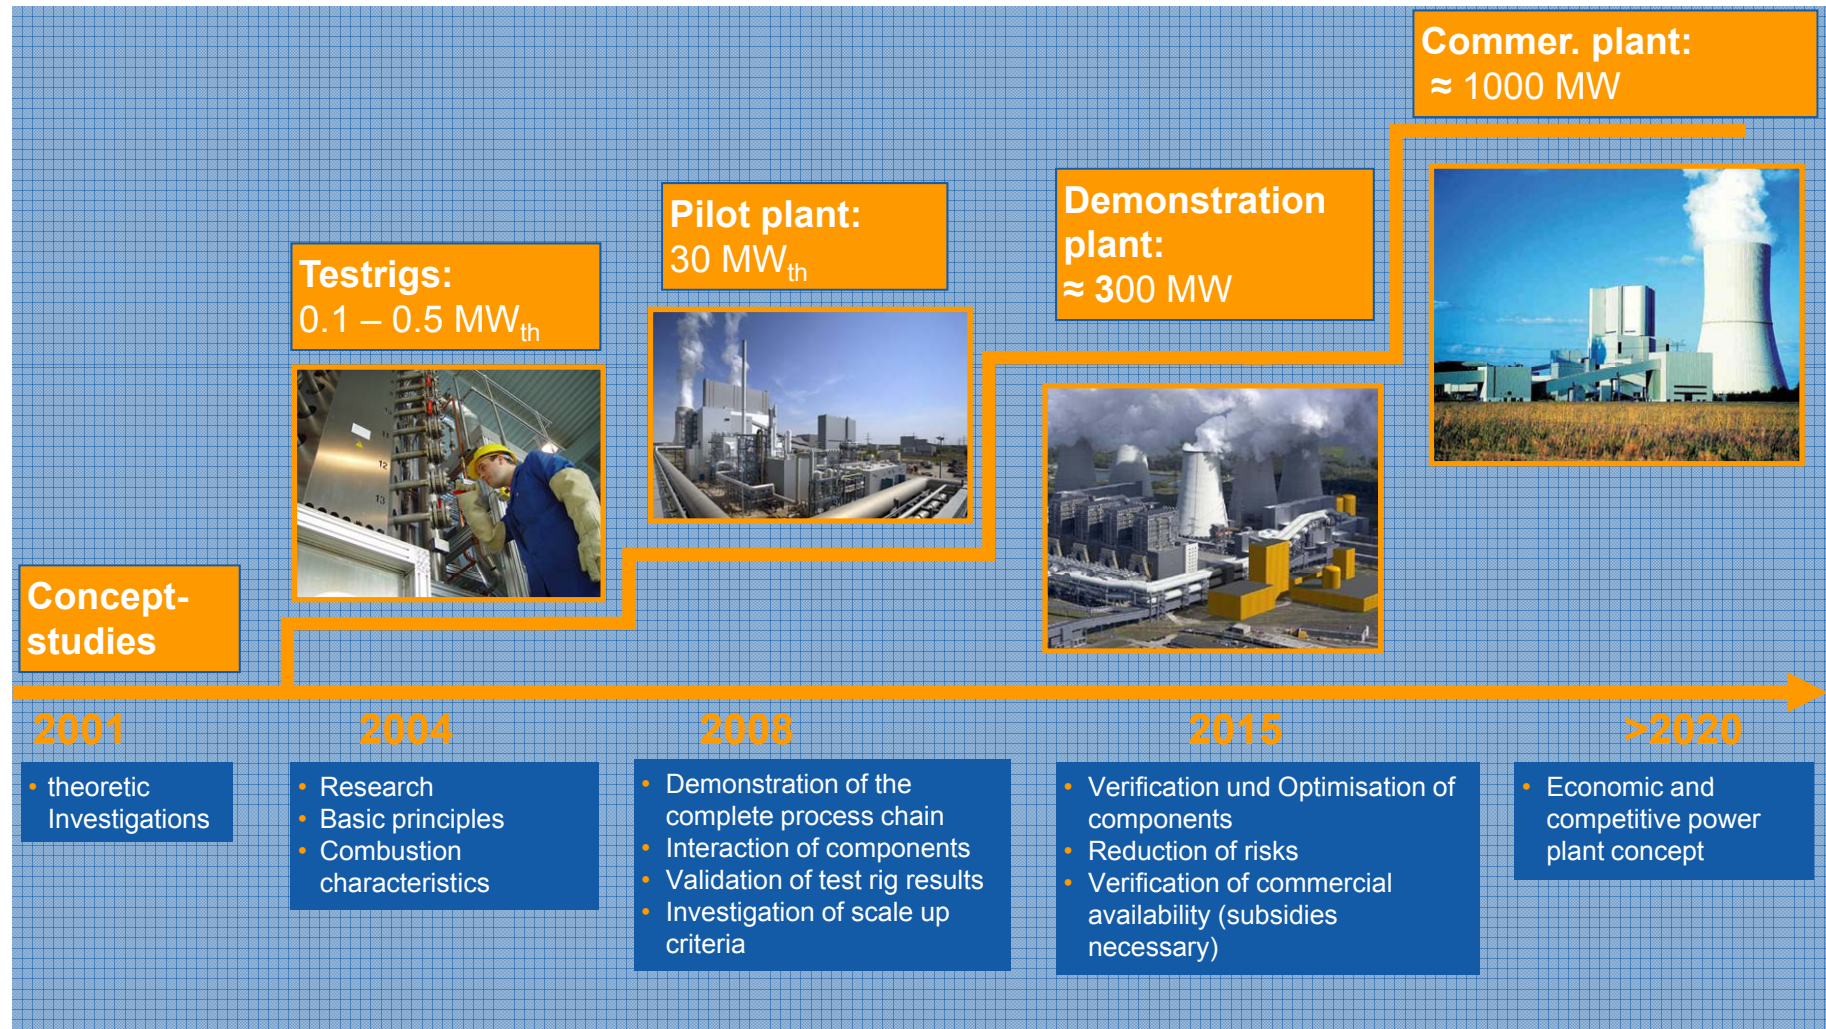 Commer. plant:
≈ 1000 MW
Demonstration
plant:
≈ 300 MW
Pilot plant:
30 MWth
Testrigs:
0.1 – 0.5 MWth
11
12
13
Concept-
studies
2001
2004
2008
2015
>2020
• theoretic
Investigations
• Research
• Basic principles
• Combustion
characteristics
• Demonstration of the
complete process chain
• Interaction of components
• Validation of test rig results
• Investigation of scale up
criteria
• Verification und Optimisation of
components
• Reduction of risks
• Verification of commercial
availability (subsidies
necessary)
• Economic and
competitive power
plant concept